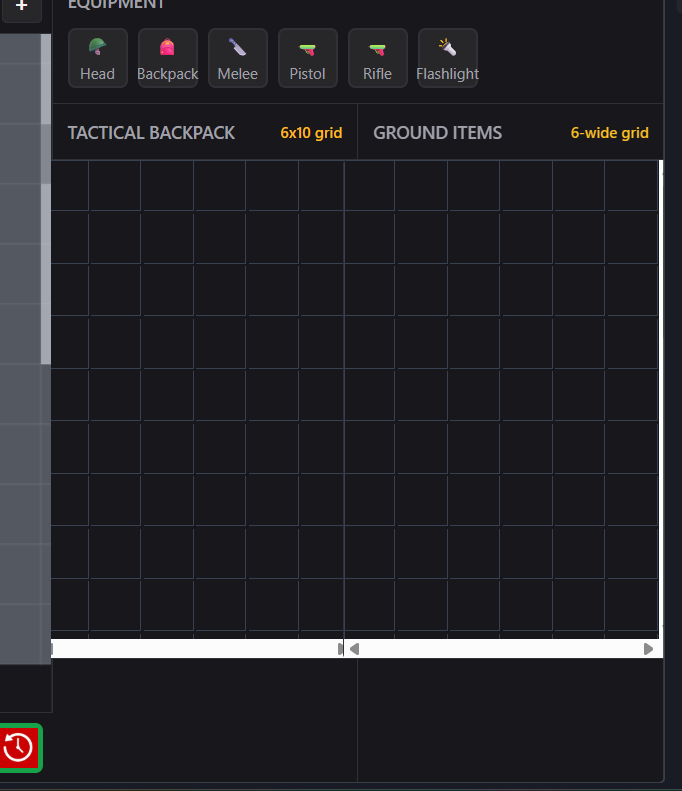 +
EQUIPMENT
Head
Backpack
Melee
Pistol
Rifle
Flashlight
TACTICAL BACKPACK
6x10 grid
GROUND ITEMS
6-wide grid